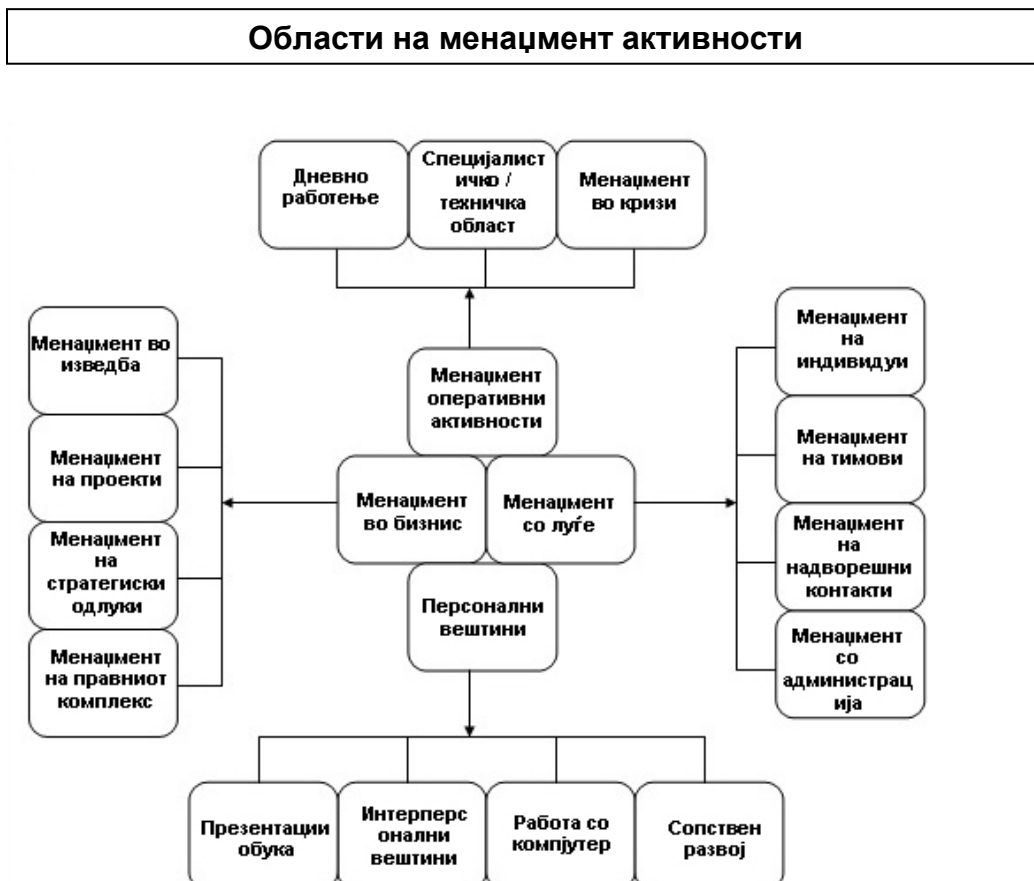 Области на менаџмент активности
Дневно
работење
Специјалист
ичко /
техничка
област
Менаџмент
во кризи
Менаџмент во
изведба
Менаџмент
на проекти
Менаџмент
на
стратегиски
одлуки
Менаџмент
на правниот
комплекс
Менаџмент
оперативни
активности
Менаџмент
во бизнис
Менаџмент
со луѓе
Персонални
вештини
Менаџмент
на
индивидуи
Менаџмент
на тимови
Менаџмент
на
надворешни
контакти
Менаџмент
со
администрац
ија
Презентации
обука
Интерперс
онални
вештини
Работа со
компјутер
Сопствен
развој